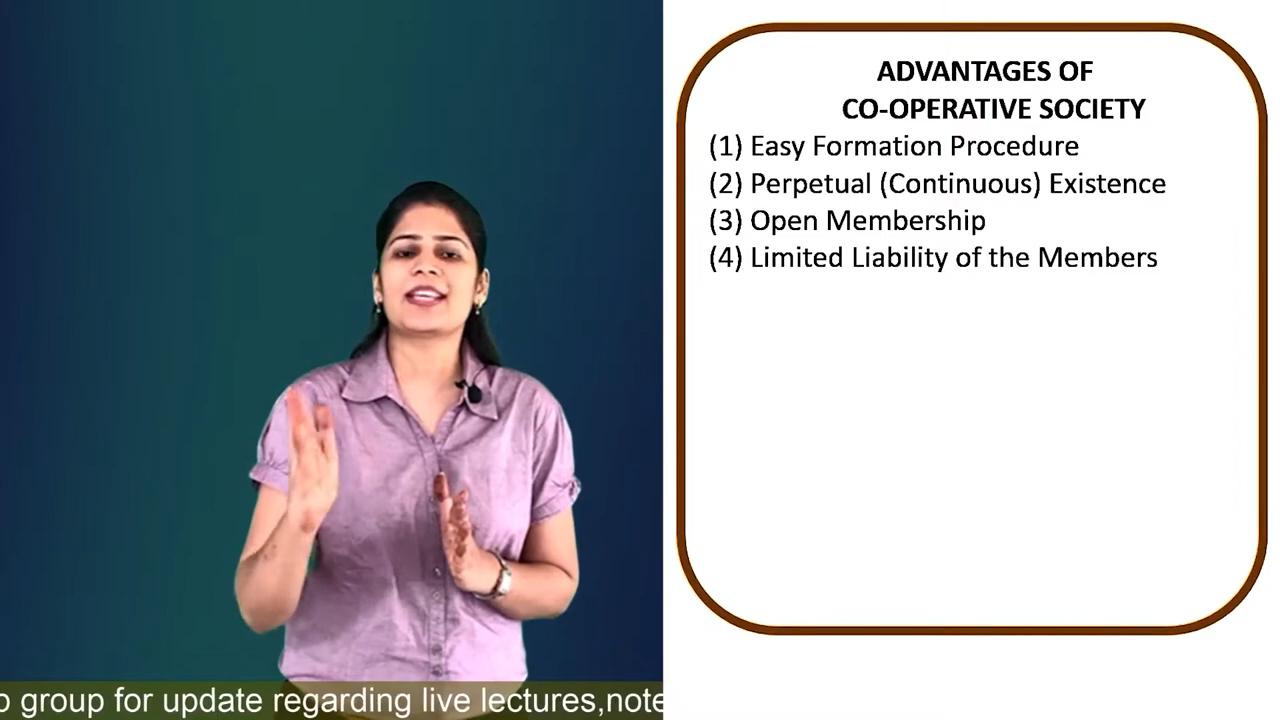 ADVANTAGES OF
CO-OPERATIVE SOCIETY
(1) Easy Formation Procedure
(2) Perpetual (Continuous) Existence
(3) Open Membership
(4) Limited Liability of the Members
group for update regarding live lectures,note